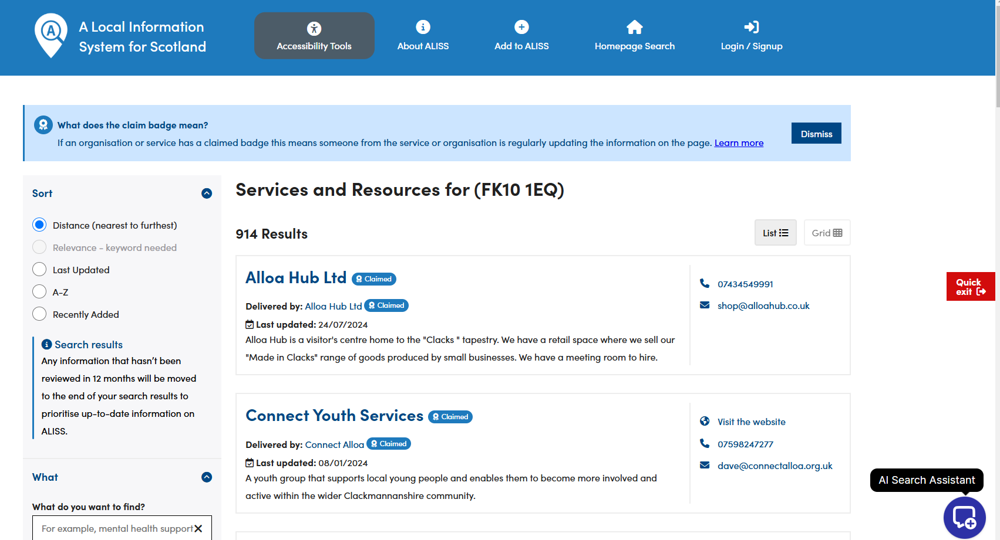 A Local Information
System for Scotland
Accessibility Tools
About ALISS
Add to ALISS
Homepage Search
Login / Signup
What does the claim badge mean?
If an organisation or service has a claimed badge this means someone from the service or organisation is regularly updating the information on the page. Learn more
Dismiss
Sort
Distance (nearest to furthest)
Relevance - keyword needed
Last Updated
A-Z
Recently Added
Search results
Any information that hasn’t been
reviewed in 12 months will be moved
to the end of your search results to
prioritise up-to-date information on
ALISS.
What
What do you want to find?
For example, mental health support
Services and Resources for (FK10 1EQ)
914 Results
List
Grid
Alloa Hub Ltd Claimed
Delivered by: Alloa Hub Ltd Claimed
Last updated: 24/07/2024
Alloa Hub is a visitor's centre home to the "Clacks " tapestry. We have a retail space where we sell our
"Made in Clacks" range of goods produced by small businesses. We have a meeting room to hire.
07434549991
shop@alloahub.co.uk
Connect Youth Services Claimed
Delivered by: Connect Alloa Claimed
Last updated: 08/01/2024
A youth group that supports local young people and enables them to become more involved and
active within the wider Clackmannanshire community.
Visit the website
07598247277
dave@connectalloa.org.uk
Quick
exit
AI Search Assistant